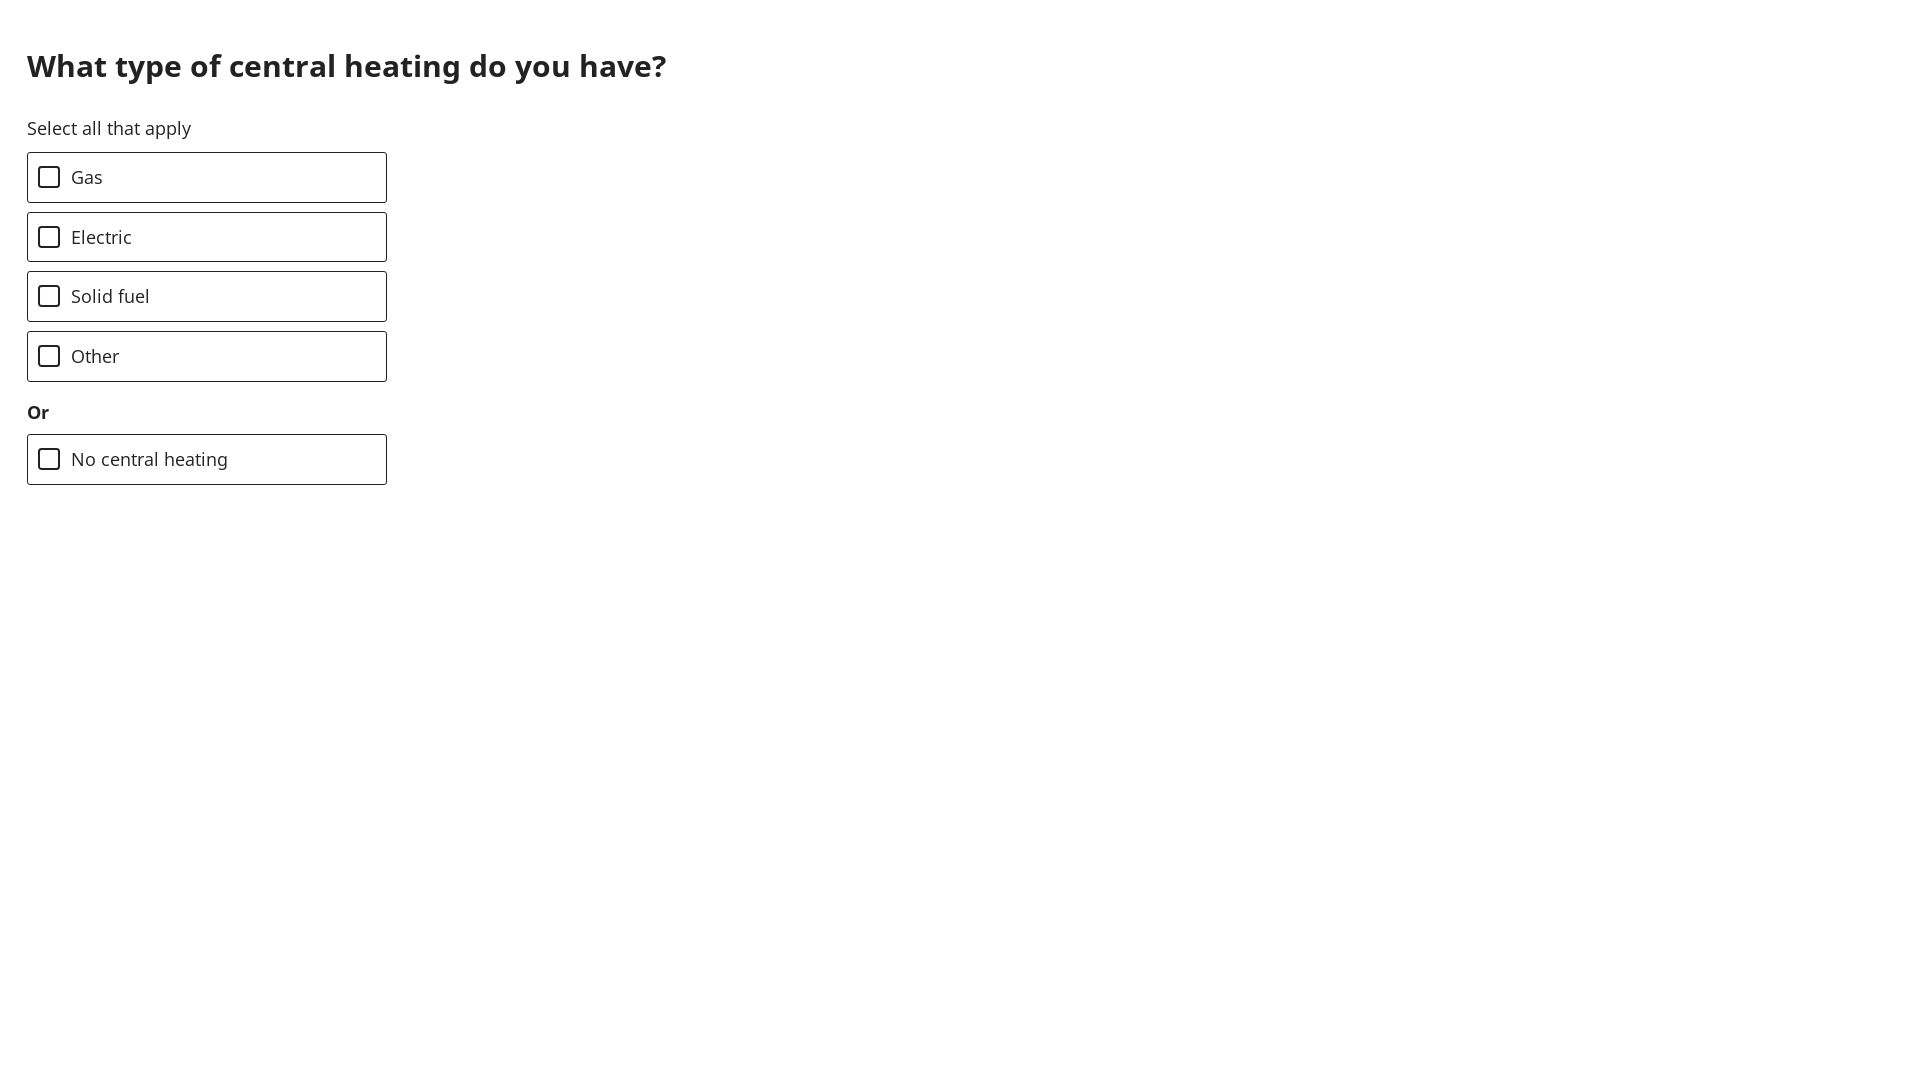 What type of central heating do you have?
Select all that apply
Gas
Electric
Solid fuel
Other
Or
No central heating